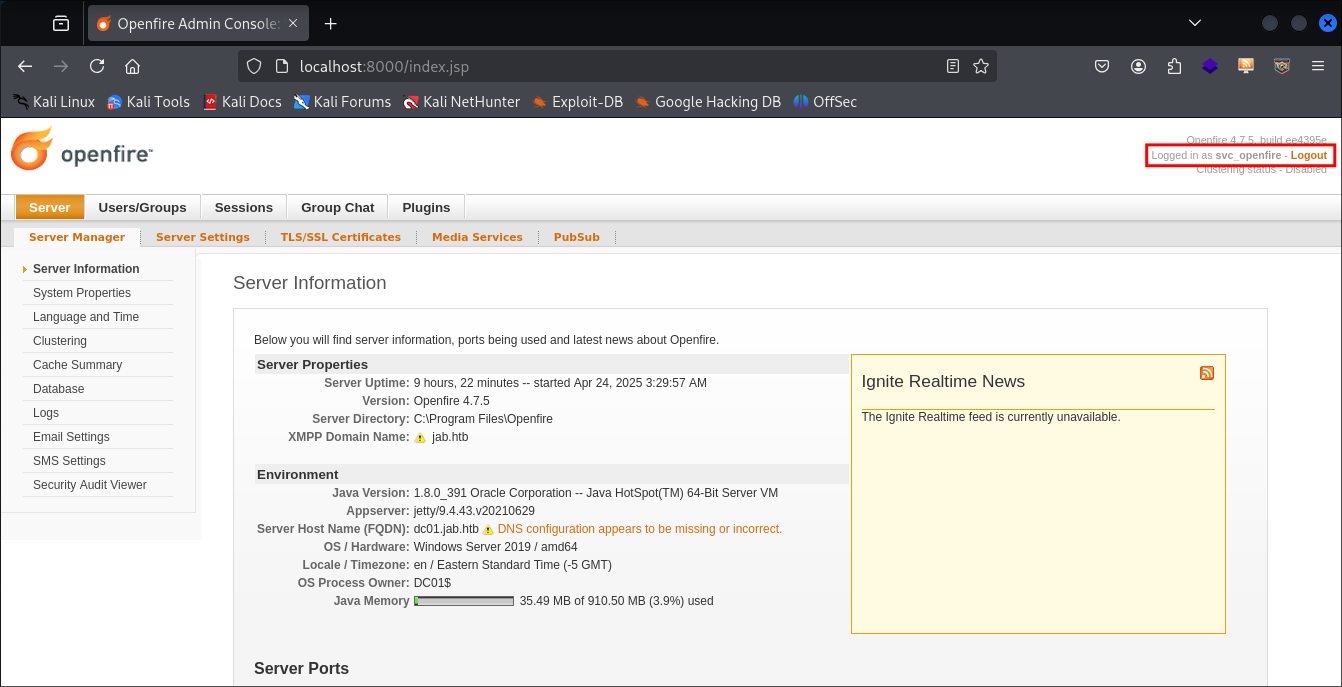 Openfire Admin Console:
localhost:8000/index.jsp
Kali Linux Kali Tools Kali Docs Kali Forums Kali NetHunter Exploit-DB Google Hacking DB OffSec
openfire™
Openfire 4.7.5, build ee4395e
Logged in as svc_openfire - Logout
Clustering status - Disabled
Server Users/Groups Sessions Group Chat Plugins
Server Manager Server Settings TLS/SSL Certificates Media Services PubSub
Server Information
System Properties
Language and Time
Clustering
Cache Summary
Database
Logs
Email Settings
SMS Settings
Security Audit Viewer
Server Information
Below you will find server information, ports being used and latest news about Openfire.
Server Properties
Server Uptime: 9 hours, 22 minutes -- started Apr 24, 2025 3:29:57 AM
Version: Openfire 4.7.5
Server Directory: C:\Program Files\Openfire
XMPP Domain Name: jab.htb
Environment
Java Version: 1.8.0_391 Oracle Corporation -- Java HotSpot(TM) 64-Bit Server VM
Appserver: jetty/9.4.43.v20210629
Server Host Name (FQDN): dc01.jab.htb DNS configuration appears to be missing or incorrect.
OS / Hardware: Windows Server 2019 / amd64
Locale / Timezone: en / Eastern Standard Time (-5 GMT)
OS Process Owner: DC01$
Java Memory 35.49 MB of 910.50 MB (3.9%) used
Ignite Realtime News
The Ignite Realtime feed is currently unavailable.
Server Ports